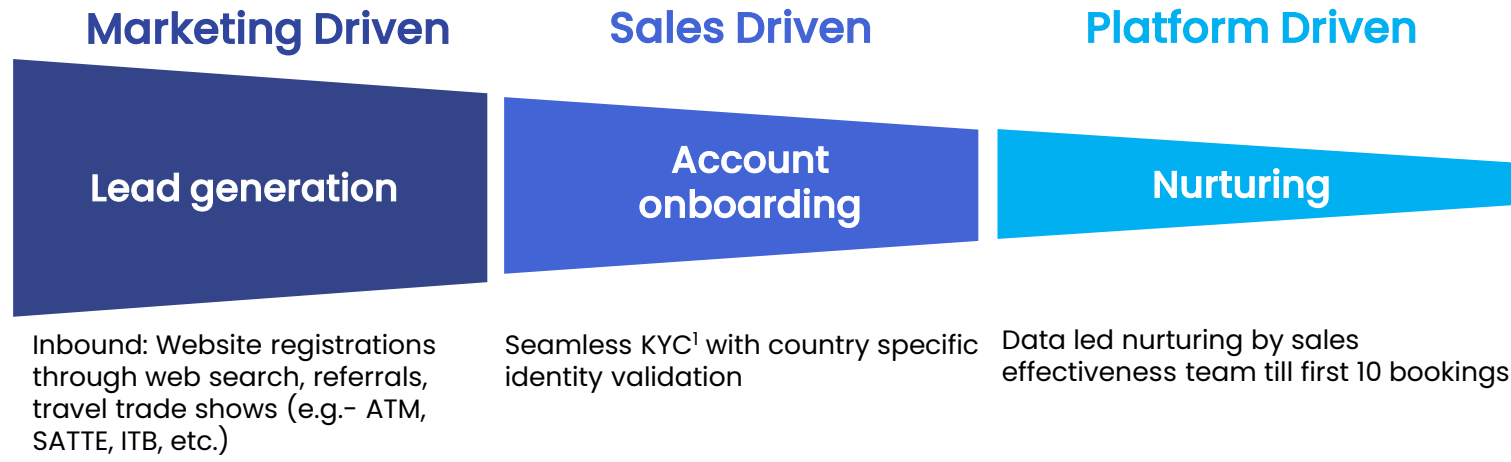 Marketing Driven
Sales Driven
Platform Driven
Lead generation
Account
onboarding
Nurturing
Inbound: Website registrations
through web search, referrals,
travel trade shows (e.g.- ATM,
SATTE, ITB, etc.)
Seamless KYC¹ with country specific
identity validation
Data led nurturing by sales
effectiveness team till first 10 bookings